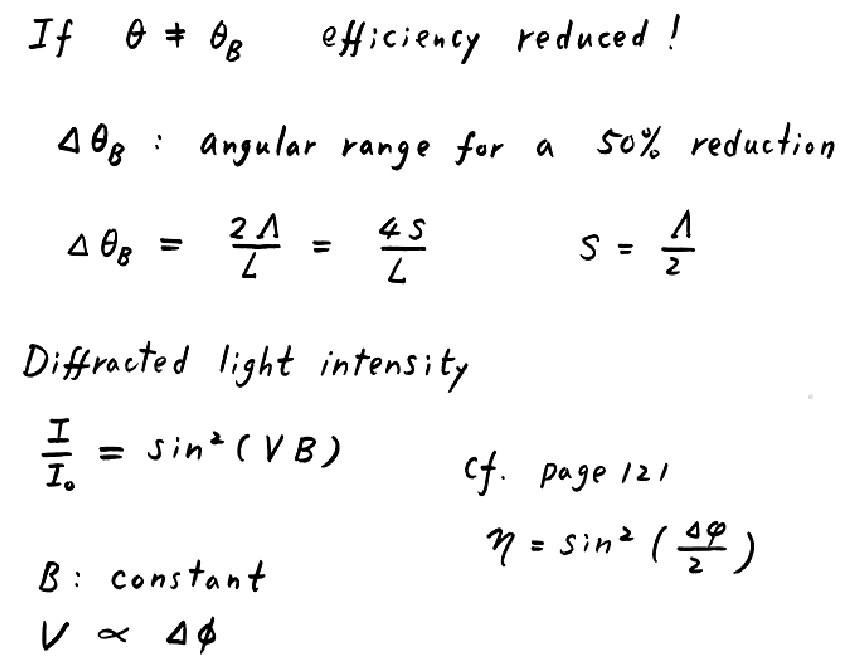 If θ ≠ θ_B efficiency reduced!
Δθ_B : angular range for a 50% reduction
Δθ_B = 2Λ/L = 4S/L S = Λ/2
Diffracted light intensity
I/I₀ = sin²(VB)
cf. page 121
η = sin²(Δφ/2)
B: constant
V ∝ Δϕ